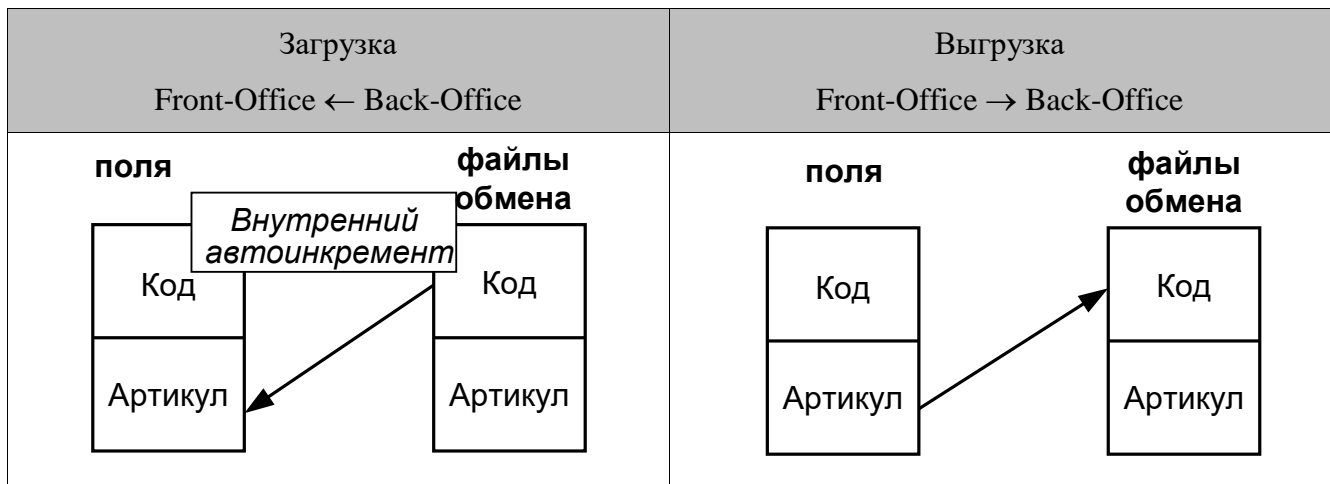 Загрузка
Front-Office ← Back-Office
Выгрузка
Front-Office → Back-Office
поля
файлы
обмена
Внутренний
автоинкремент
Код
Код
Артикул
Артикул
поля
файлы
обмена
Код
Код
Артикул
Артикул